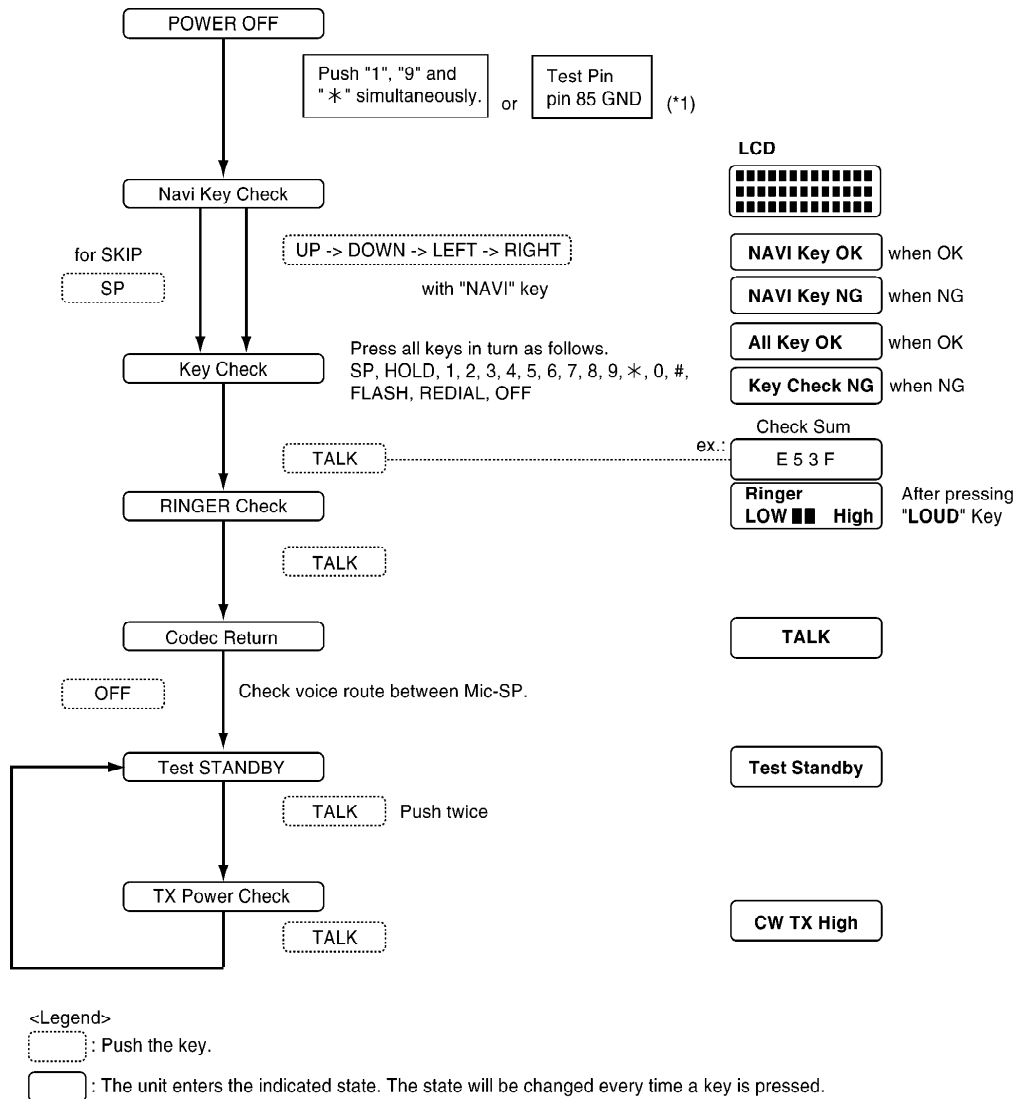 POWER OFF
Push "1", "9" and
"✳" simultaneously.
or
Test Pin
pin 85 GND
(*1)
LCD
Navi Key Check
for SKIP
SP
UP -> DOWN -> LEFT -> RIGHT
with "NAVI" key
NAVI Key OK
when OK
NAVI Key NG
when NG
Key Check
Press all keys in turn as follows.
SP, HOLD, 1, 2, 3, 4, 5, 6, 7, 8, 9, ✳, 0, #,
FLASH, REDIAL, OFF
All Key OK
when OK
Key Check NG
when NG
TALK
ex.:
Check Sum
E 5 3 F
RINGER Check
Ringer
LOW ▮▮ High
After pressing
"LOUD" Key
TALK
Codec Return
TALK
OFF
Check voice route between Mic-SP.
Test STANDBY
Test Standby
TALK
Push twice
TX Power Check
TALK
CW TX High
<Legend>
: Push the key.
: The unit enters the indicated state. The state will be changed every time a key is pressed.